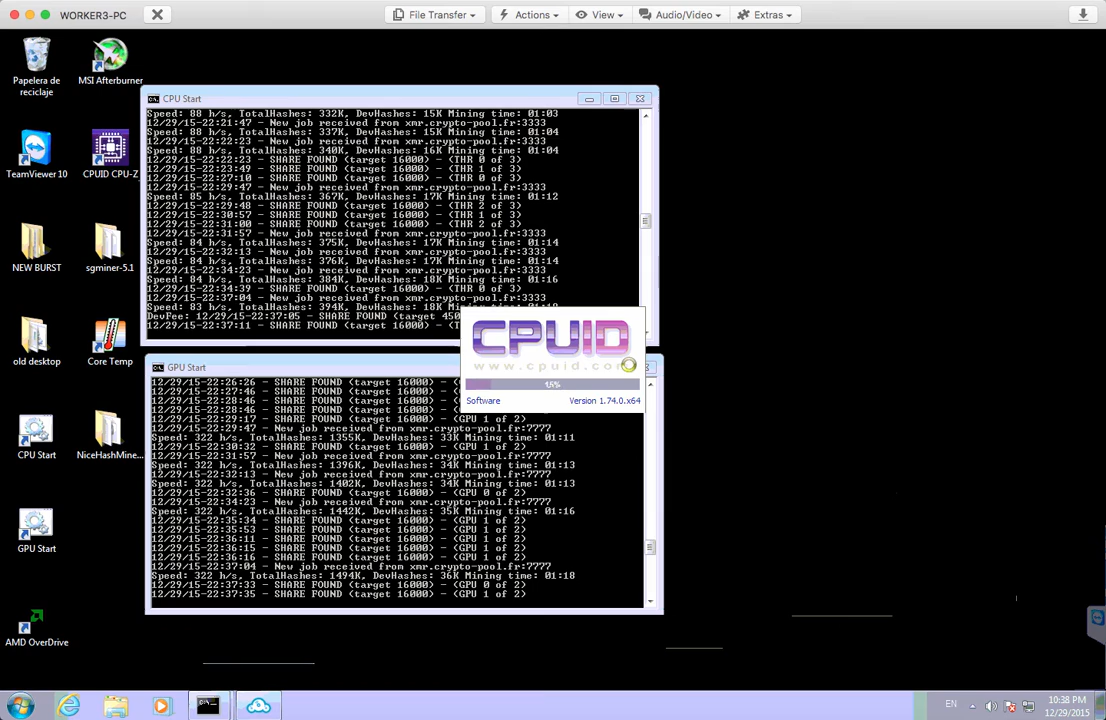 WORKER3-PC
File Transfer
Actions
View
Audio/Video
Extras
Papelera de
reciclaje
MSI Afterburner
TeamViewer 10
CPUID CPU-Z
NEW BURST
sgminer-5.1
old desktop
Core Temp
CPU Start
NiceHashMine...
GPU Start
AMD OverDrive
CPU Start
Speed: 88 h/s, TotalHashes: 332K, DevHashes: 15K Mining time: 01:03
12/29/15-22:21:47 - New job received from xmr.crypto-pool.fr:3333
Speed: 88 h/s, TotalHashes: 337K, DevHashes: 15K Mining time: 01:04
12/29/15-22:22:23 - New job received from xmr.crypto-pool.fr:3333
Speed: 88 h/s, TotalHashes: 340K, DevHashes: 16K Mining time: 01:04
12/29/15-22:22:23 - SHARE FOUND (target 16000) - (THR 0 of 3)
12/29/15-22:23:49 - SHARE FOUND (target 16000) - (THR 1 of 3)
12/29/15-22:27:10 - SHARE FOUND (target 16000) - (THR 0 of 3)
12/29/15-22:29:47 - New job received from xmr.crypto-pool.fr:3333
Speed: 85 h/s, TotalHashes: 367K, DevHashes: 17K Mining time: 01:12
12/29/15-22:29:48 - SHARE FOUND (target 16000) - (THR 2 of 3)
12/29/15-22:30:57 - SHARE FOUND (target 16000) - (THR 1 of 3)
12/29/15-22:31:00 - SHARE FOUND (target 16000) - (THR 2 of 3)
12/29/15-22:31:57 - New job received from xmr.crypto-pool.fr:3333
Speed: 84 h/s, TotalHashes: 375K, DevHashes: 17K Mining time: 01:14
12/29/15-22:32:13 - New job received from xmr.crypto-pool.fr:3333
Speed: 84 h/s, TotalHashes: 376K, DevHashes: 17K Mining time: 01:14
12/29/15-22:34:23 - New job received from xmr.crypto-pool.fr:3333
Speed: 84 h/s, TotalHashes: 384K, DevHashes: 18K Mining time: 01:16
12/29/15-22:34:39 - SHARE FOUND (target 16000) - (THR 0 of 3)
12/29/15-22:37:04 - New job received from xmr.crypto-pool.fr:3333
Speed: 83 h/s, TotalHashes: 394K, DevHashes: 18K Mining time: 01:18
DevFee: 12/29/15-22:37:05 - SHARE FOUND (target 450
12/29/15-22:37:11 - SHARE FOUND (target 16000) - (T
CPUID
www.cpuid.com
15%
Software
Version 1.74.0.x64
GPU Start
12/29/15-22:26:26 - SHARE FOUND (target 16000) - (
12/29/15-22:27:46 - SHARE FOUND (target 16000) - (
12/29/15-22:28:46 - SHARE FOUND (target 16000) - (
12/29/15-22:28:46 - SHARE FOUND (target 16000) - (
12/29/15-22:29:17 - SHARE FOUND (target 16000) - (GPU 1 of 2)
12/29/15-22:29:47 - New job received from xmr.crypto-pool.fr:7777
Speed: 322 h/s, TotalHashes: 1355K, DevHashes: 33K Mining time: 01:11
12/29/15-22:30:32 - SHARE FOUND (target 16000) - (GPU 1 of 2)
12/29/15-22:31:57 - New job received from xmr.crypto-pool.fr:7777
Speed: 322 h/s, TotalHashes: 1396K, DevHashes: 34K Mining time: 01:13
12/29/15-22:32:13 - New job received from xmr.crypto-pool.fr:7777
Speed: 322 h/s, TotalHashes: 1402K, DevHashes: 34K Mining time: 01:13
12/29/15-22:32:36 - SHARE FOUND (target 16000) - (GPU 0 of 2)
12/29/15-22:34:23 - New job received from xmr.crypto-pool.fr:7777
Speed: 322 h/s, TotalHashes: 1442K, DevHashes: 35K Mining time: 01:16
12/29/15-22:35:34 - SHARE FOUND (target 16000) - (GPU 1 of 2)
12/29/15-22:35:53 - SHARE FOUND (target 16000) - (GPU 1 of 2)
12/29/15-22:36:11 - SHARE FOUND (target 16000) - (GPU 1 of 2)
12/29/15-22:36:15 - SHARE FOUND (target 16000) - (GPU 1 of 2)
12/29/15-22:36:16 - SHARE FOUND (target 16000) - (GPU 1 of 2)
12/29/15-22:37:04 - New job received from xmr.crypto-pool.fr:7777
Speed: 322 h/s, TotalHashes: 1494K, DevHashes: 36K Mining time: 01:18
12/29/15-22:37:33 - SHARE FOUND (target 16000) - (GPU 0 of 2)
12/29/15-22:37:35 - SHARE FOUND (target 16000) - (GPU 1 of 2)
EN
10:38 PM
12/29/2015